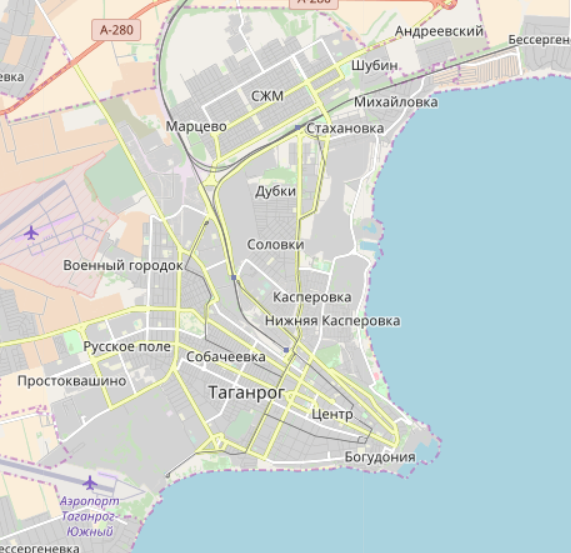 А-280
А-280
Андреевский
Бессерген
Шубин
евка
СЖМ
Михайловка
Марцево
Стахановка
Дубки
Соловки
Военный городок
Касперовка
Нижняя Касперовка
Русское поле
Собачеевка
Простоквашино
Таганрог
Центр
Богудония
Аэропорт
Таганрог-
Южный
ессергеневка